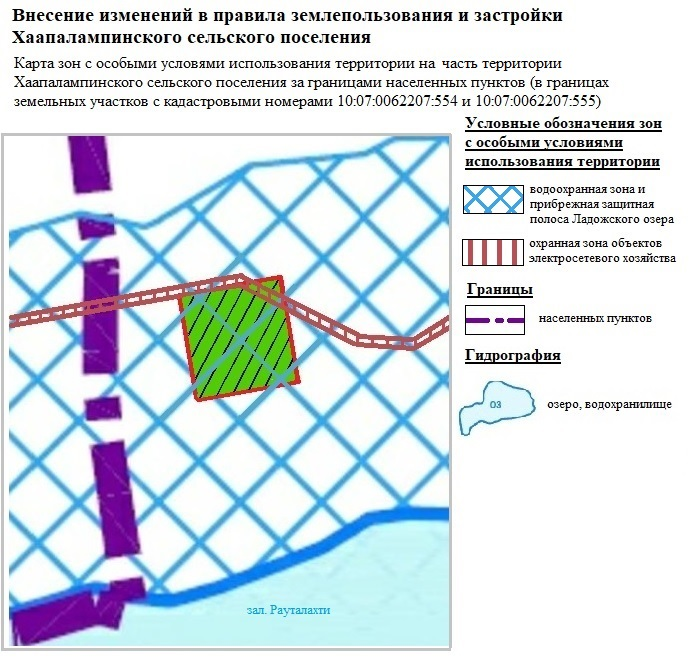 Внесение изменений в правила землепользования и застройки
Хаапалампинского сельского поселения
Карта зон с особыми условиями использования территории на часть территории
Хаапалампинского сельского поселения за границами населенных пунктов (в границах
земельных участков с кадастровыми номерами 10:07:0062207:554 и 10:07:0062207:555)
Условные обозначения зон
с особыми условиями
использования территории
водоохранная зона и
прибрежная защитная
полоса Ладожского озера
охранная зона объектов
электросетевого хозяйства
Границы
населенных пунктов
Гидрография
оз
озеро, водохранилище
зал. Рауталахти